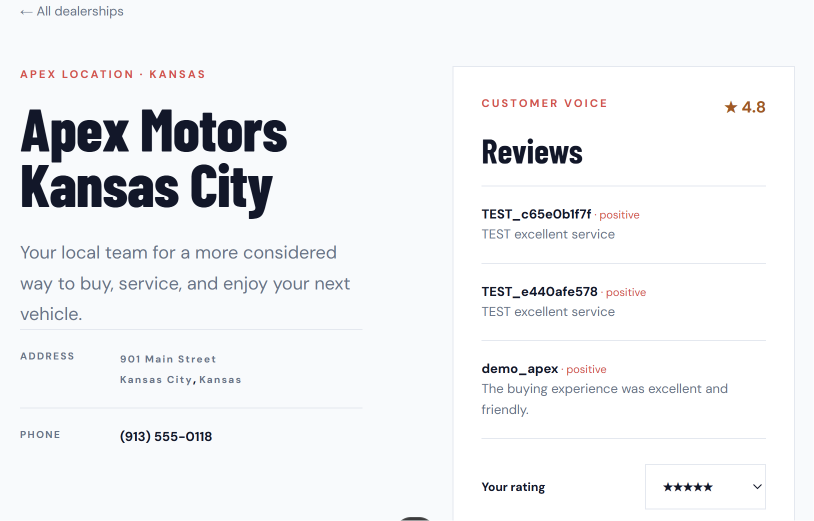 ← All dealerships
APEX LOCATION · KANSAS
Apex Motors
Kansas City
Your local team for a more considered
way to buy, service, and enjoy your next
vehicle.
ADDRESS
901 Main Street
Kansas City, Kansas
PHONE
(913) 555-0118
CUSTOMER VOICE
★ 4.8
Reviews
TEST_c65e0b1f7f · positive
TEST excellent service
TEST_e440afe578 · positive
TEST excellent service
demo_apex · positive
The buying experience was excellent and
friendly.
Your rating
★★★★★